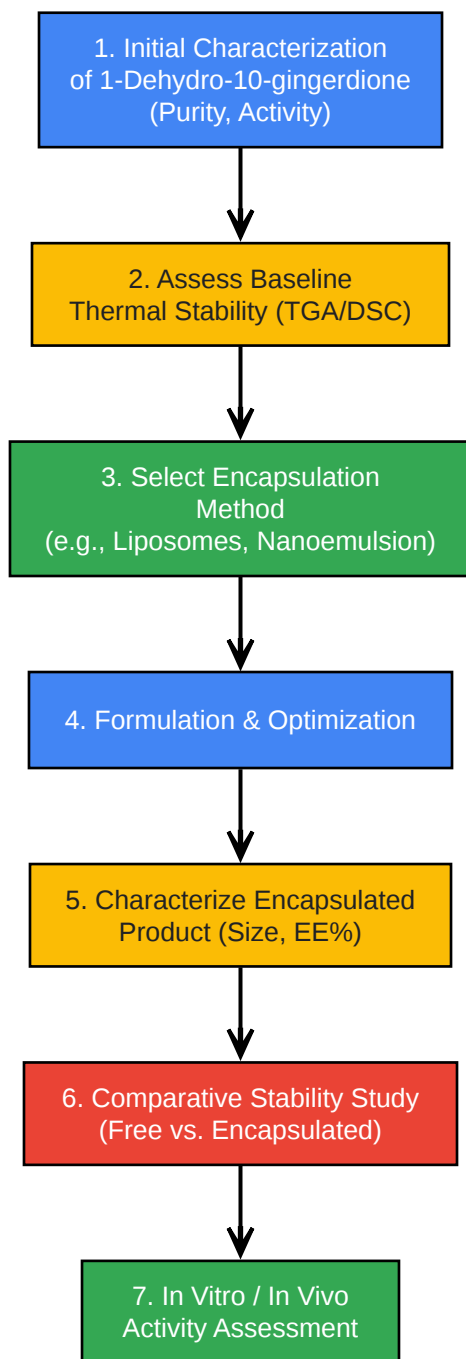 1. Initial Characterization
of 1-Dehydro-10-gingerdione
(Purity, Activity)
2. Assess Baseline
Thermal Stability (TGA/DSC)
3. Select Encapsulation
Method
(e.g., Liposomes, Nanoemulsion)
4. Formulation & Optimization
5. Characterize Encapsulated
Product (Size, EE%)
6. Comparative Stability Study
(Free vs. Encapsulated)
7. In Vitro / In Vivo
Activity Assessment